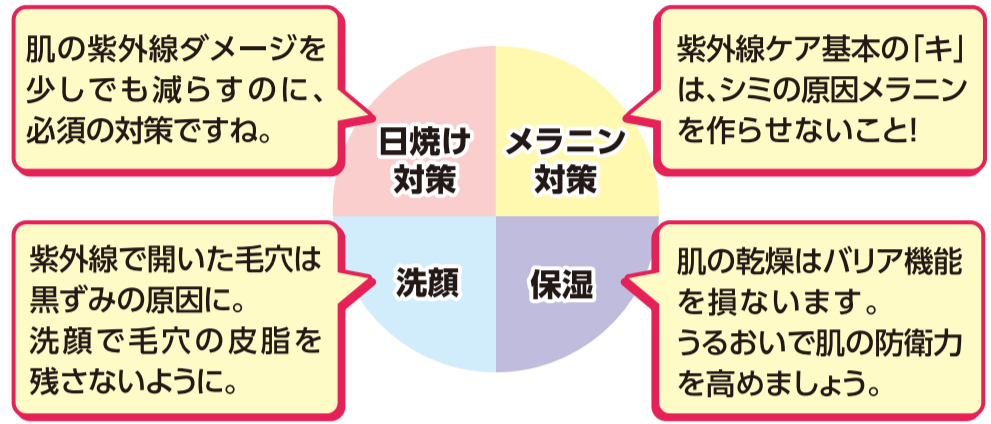 肌の紫外線ダメージを
少しでも減らすのに、
必須の対策ですね。
紫外線ケア基本の「キ」
は、シミの原因メラニン
を作らせないこと!
日焼け
対策
メラニン
対策
紫外線で開いた毛穴は
黒ずみの原因に。
洗顔で毛穴の皮脂を
残さないように。
洗顔
保湿
肌の乾燥はバリア機能
を損ないます。
うるおいで肌の防衛力
を高めましょう。